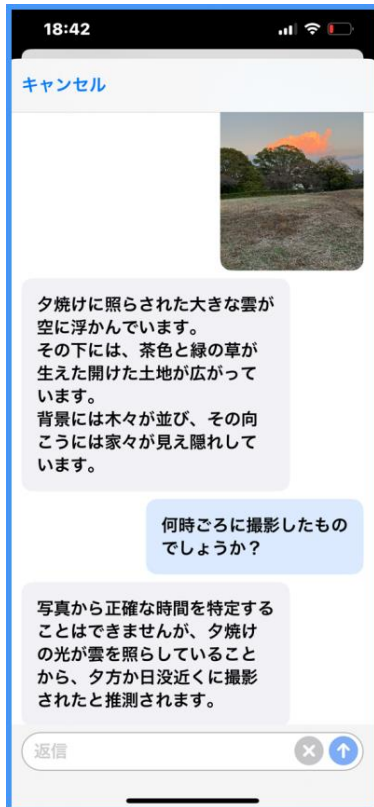 18:42
キャンセル
夕焼けに照らされた大きな雲が
空に浮かんでいます。
その下には、茶色と緑の草が
生えた開けた土地が広がって
います。
背景には木々が並び、その向
こうには家々が見え隠れして
います。
何時ごろに撮影したもの
でしょうか？
写真から正確な時間を特定する
ことはできませんが、夕焼け
の光が雲を照らしていること
から、夕方か日没近くに撮影
されたと推測されます。
返信